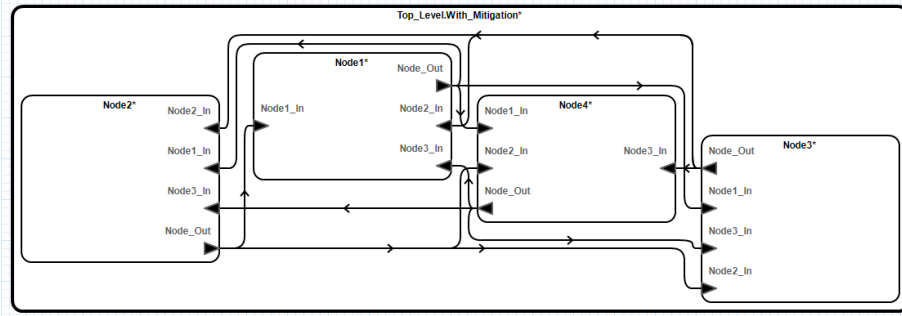 Top_Level.With_Mitigation*
Node1*
Node_Out
Node1_In
Node2_In
Node3_In
Node2*
Node2_In
Node1_In
Node3_In
Node_Out
Node4*
Node1_In
Node2_In
Node3_In
Node_Out
Node3*
Node_Out
Node1_In
Node3_In
Node2_In